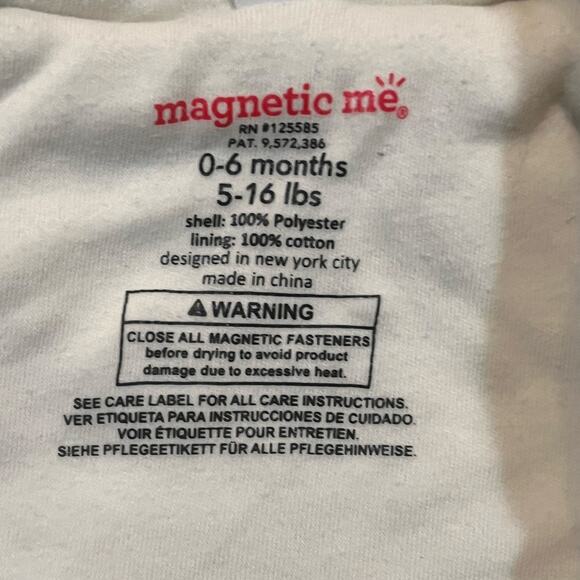 magnetic me®
RN #125585
PAT. 9,572,386
0-6 months
5-16 lbs
shell: 100% Polyester
lining: 100% cotton
designed in new york city
made in china
⚠ WARNING
CLOSE ALL MAGNETIC FASTENERS
before drying to avoid product
damage due to excessive heat.
SEE CARE LABEL FOR ALL CARE INSTRUCTIONS.
VER ETIQUETA PARA INSTRUCCIONES DE CUIDADO.
VOIR ÉTIQUETTE POUR ENTRETIEN.
SIEHE PFLEGEETIKETT FÜR ALLE PFLEGEHINWEISE.